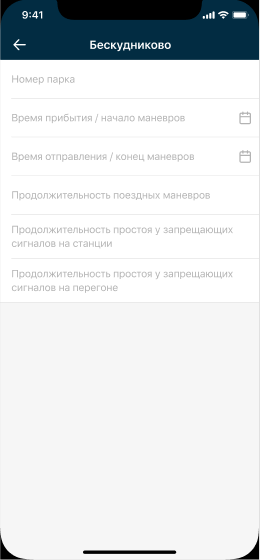 9:41
Бескудниково
Номер парка
Время прибытия / начало маневров
Время отправления / конец маневров
Продолжительность поездных маневров
Продолжительность простоя у запрещающих
сигналов на станции
Продолжительность простоя у запрещающих
сигналов на перегоне